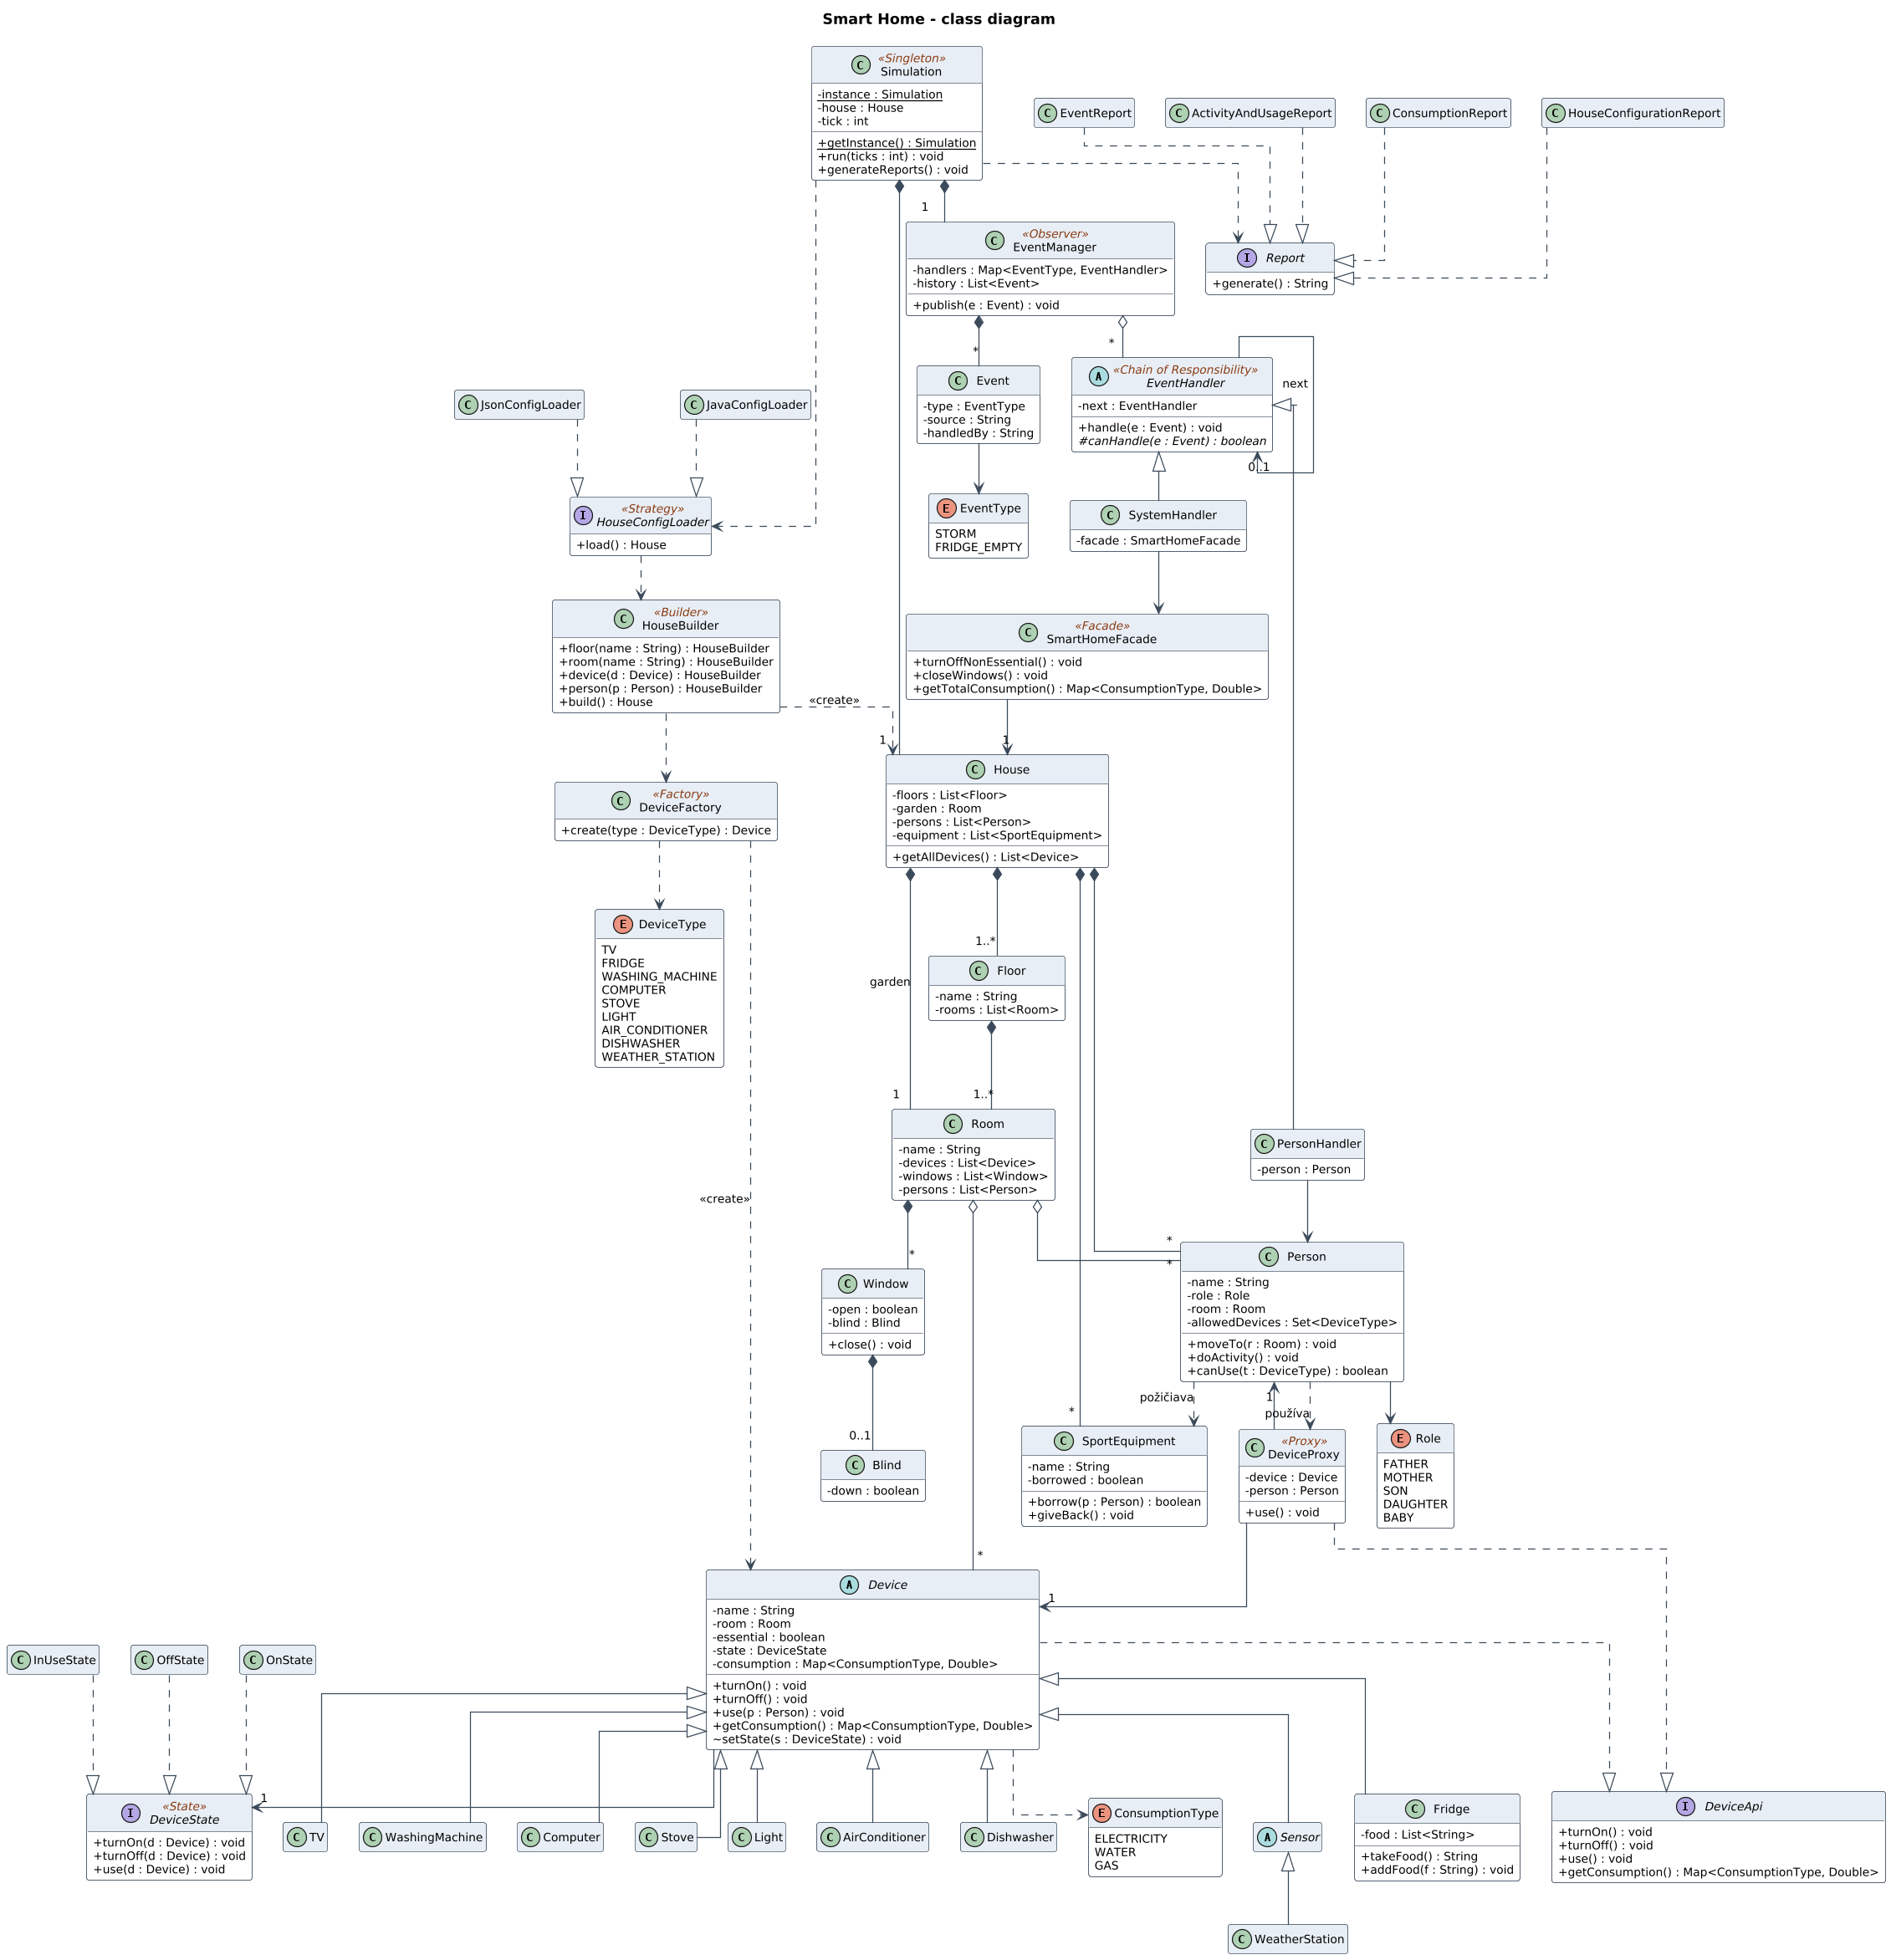 Smart Home - class diagram
C
«Singleton»
Simulation
-instance : Simulation
-house : House
-tick : int
+getInstance() : Simulation
+run(ticks : int) : void
+generateReports() : void
C EventReport
C ActivityAndUsageReport
C ConsumptionReport
C HouseConfigurationReport
1
C
«Observer»
EventManager
-handlers : Map<EventType, EventHandler>
-history : List<Event>
+publish(e : Event) : void
I Report
+generate() : String
*
*
C Event
-type : EventType
-source : String
-handledBy : String
A
«Chain of Responsibility»
EventHandler
-next : EventHandler
+handle(e : Event) : void
#canHandle(e : Event) : boolean
next
0..1
C JsonConfigLoader
C JavaConfigLoader
I
«Strategy»
HouseConfigLoader
+load() : House
E EventType
STORM
FRIDGE_EMPTY
C SystemHandler
-facade : SmartHomeFacade
C
«Builder»
HouseBuilder
+floor(name : String) : HouseBuilder
+room(name : String) : HouseBuilder
+device(d : Device) : HouseBuilder
+person(p : Person) : HouseBuilder
+build() : House
C
«Facade»
SmartHomeFacade
+turnOffNonEssential() : void
+closeWindows() : void
+getTotalConsumption() : Map<ConsumptionType, Double>
«create»
1
1
C House
-floors : List<Floor>
-garden : Room
-persons : List<Person>
-equipment : List<SportEquipment>
+getAllDevices() : List<Device>
C
«Factory»
DeviceFactory
+create(type : DeviceType) : Device
E DeviceType
TV
FRIDGE
WASHING_MACHINE
COMPUTER
STOVE
LIGHT
AIR_CONDITIONER
DISHWASHER
WEATHER_STATION
1..*
garden
C Floor
-name : String
-rooms : List<Room>
1
1..*
C Room
-name : String
-devices : List<Device>
-windows : List<Window>
-persons : List<Person>
C PersonHandler
-person : Person
«create»
*
*
*
C Window
-open : boolean
-blind : Blind
+close() : void
C Person
-name : String
-role : Role
-room : Room
-allowedDevices : Set<DeviceType>
+moveTo(r : Room) : void
+doActivity() : void
+canUse(t : DeviceType) : boolean
požičiava
1
používa
*
0..1
C Blind
-down : boolean
C SportEquipment
-name : String
-borrowed : boolean
+borrow(p : Person) : boolean
+giveBack() : void
C
«Proxy»
DeviceProxy
-device : Device
-person : Person
+use() : void
E Role
FATHER
MOTHER
SON
DAUGHTER
BABY
*
1
A Device
-name : String
-room : Room
-essential : boolean
-state : DeviceState
-consumption : Map<ConsumptionType, Double>
+turnOn() : void
+turnOff() : void
+use(p : Person) : void
+getConsumption() : Map<ConsumptionType, Double>
~setState(s : DeviceState) : void
C InUseState
C OffState
C OnState
1
I
«State»
DeviceState
+turnOn(d : Device) : void
+turnOff(d : Device) : void
+use(d : Device) : void
C TV
C WashingMachine
C Computer
C Stove
C Light
C AirConditioner
C Dishwasher
E ConsumptionType
ELECTRICITY
WATER
GAS
A Sensor
C Fridge
-food : List<String>
+takeFood() : String
+addFood(f : String) : void
I DeviceApi
+turnOn() : void
+turnOff() : void
+use() : void
+getConsumption() : Map<ConsumptionType, Double>
C WeatherStation